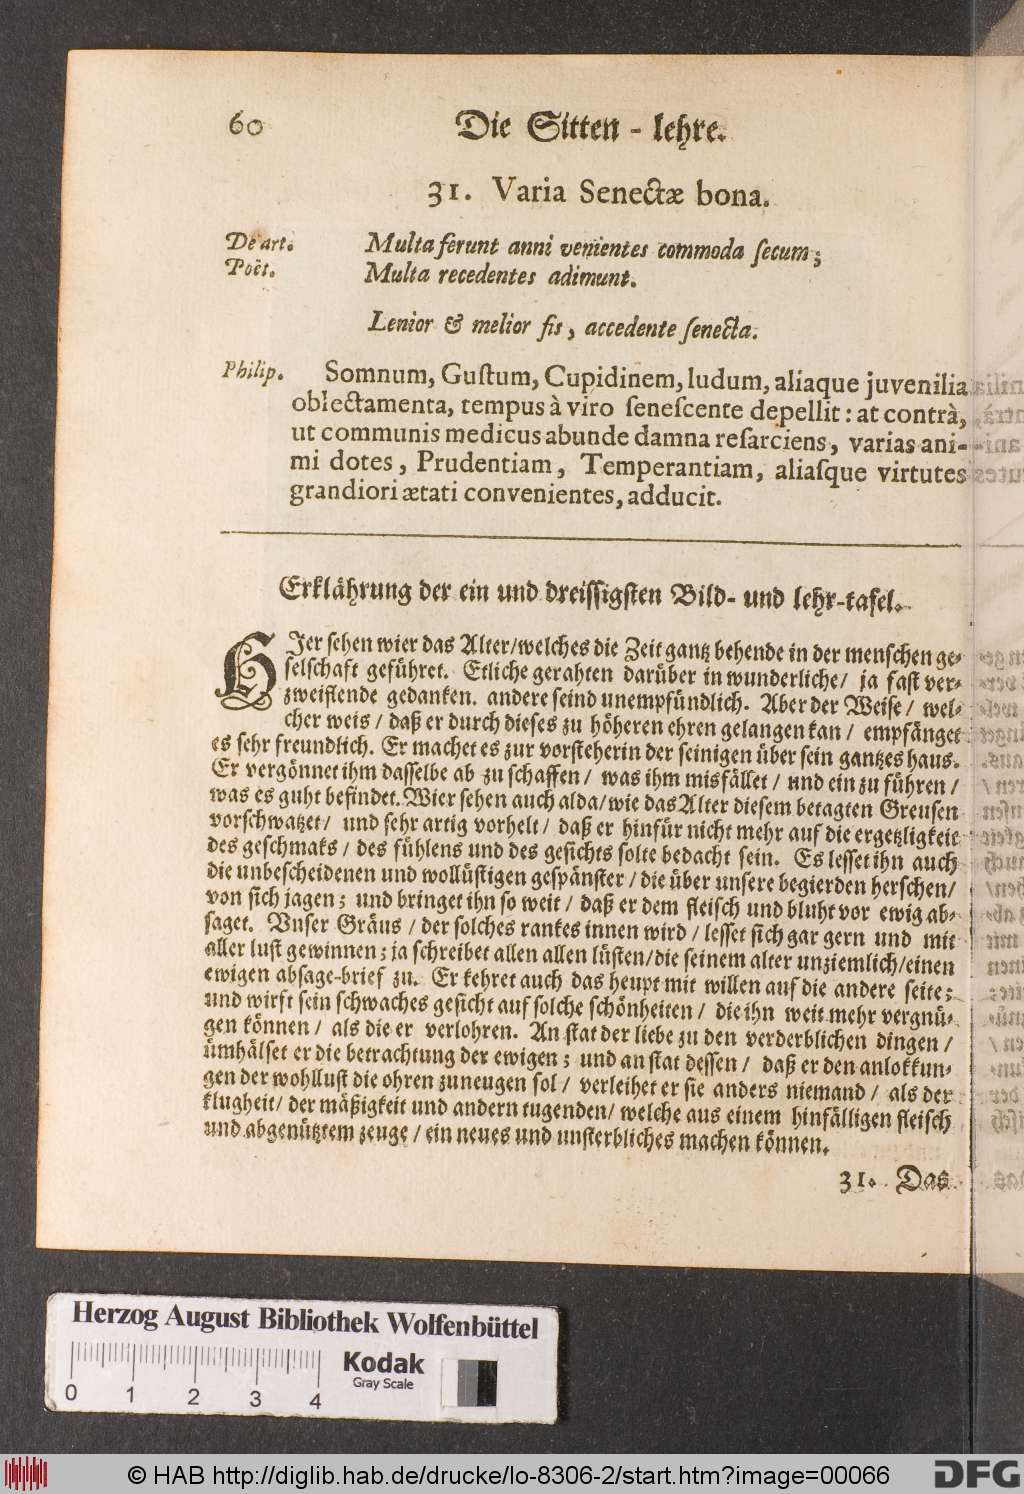 60
Die Sitten-lehre.
31. Varia Senectæ bona.
De art. Multa ferunt anni venientes commoda ſecum;
Poët. Multa recedentes adimunt.
Lenior & melior fis, accedente ſenecta.
Philip. Somnum, Guſtum, Cupidinem, ludum, aliaque juvenilia
oblectamenta, tempus à viro ſeneſcente depellit: at contrà,
ut communis medicus abunde damna reſarciens, varias ani-
mi dotes, Prudentiam, Temperantiam, aliaſque virtutes
grandiori ætati convenientes, adducit.
Erklährung der ein und dreiſſigſten Bild- und lehr-tafel.
HJer ſehen wier das Alter/welches die Zeit gantz behende in der menſchen ge-
ſelſchaft geführet. Etliche gerahten darüber in wunderliche/ ja faſt ver-
zweiflende gedanken. andere ſeind unempfündlich. Aber der Weiſe/ wel-
cher weis/ daß er durch dieſes zu höheren ehren gelangen kan/ empfänget
es ſehr freundlich. Er machet es zur vorſteherin der ſeinigen über ſein gantzes haus.
Er vergönnet ihm daſſelbe ab zu ſchaffen/ was ihm misfället/ und ein zu führen/
was es guht befindet. Wier ſehen auch alda/ wie das Alter dieſem betagten Greuſen
vorſchwatzet/ und ſehr artig vorhelt/ daß er hinfür nicht mehr auf die ergetzligkeit
des geſchmaks/ des fühlens und des geſichts ſolte bedacht ſein. Es leſſet ihn auch
die unbeſcheidenen und wollüſtigen geſpänſter/ die über unſere begierden herſchen/
von ſich jagen; und bringet ihn ſo weit/ daß er dem fleiſch und bluht vor ewig ab-
ſaget. Unſer Gräus/ der ſolches rankes innen wird/ leſſet ſich gar gern und mit
aller luſt gewinnen; ja ſchreibet allen allen lüſten/ die ſeinem alter unziemlich/ einen
ewigen abſage-brief zu. Er kehret auch das heupt mit willen auf die andere ſeite;
und wirft ſein ſchwaches geſicht auf ſolche ſchönheiten/ die ihn weit mehr vergnü-
gen können/ als die er verlohren. An ſtat der liebe zu den verderblichen dingen/
ümhälſet er die betrachtung der ewigen; und an ſtat deſſen/ daß er den anlokkun-
gen der wohlluſt die ohren zuneugen ſol/ verleihet er ſie anders niemand/ als der
klugheit/ der mäßigkeit und andern tugenden/ welche aus einem hinfälligen fleiſch
und abgenütztem zeuge/ ein neues und unſterbliches machen können.
31. Das
Herzog August Bibliothek Wolfenbüttel
Kodak
Gray Scale
0 1 2 3 4
© HAB http://diglib.hab.de/drucke/lo-8306-2/start.htm?image=00066
DFG